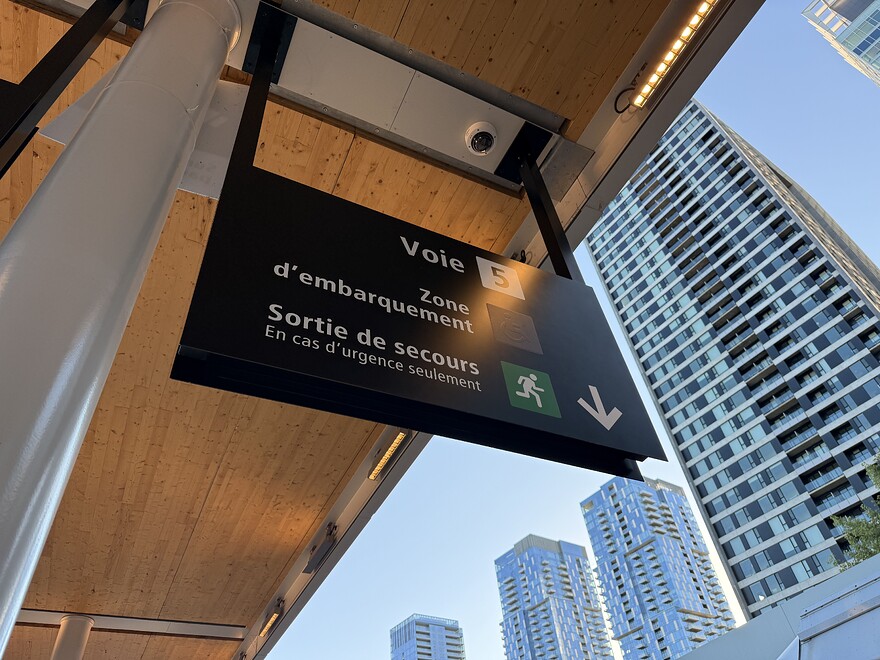 Voie 5
Zone
d'embarquement
Sortie de secours
En cas d'urgence seulement